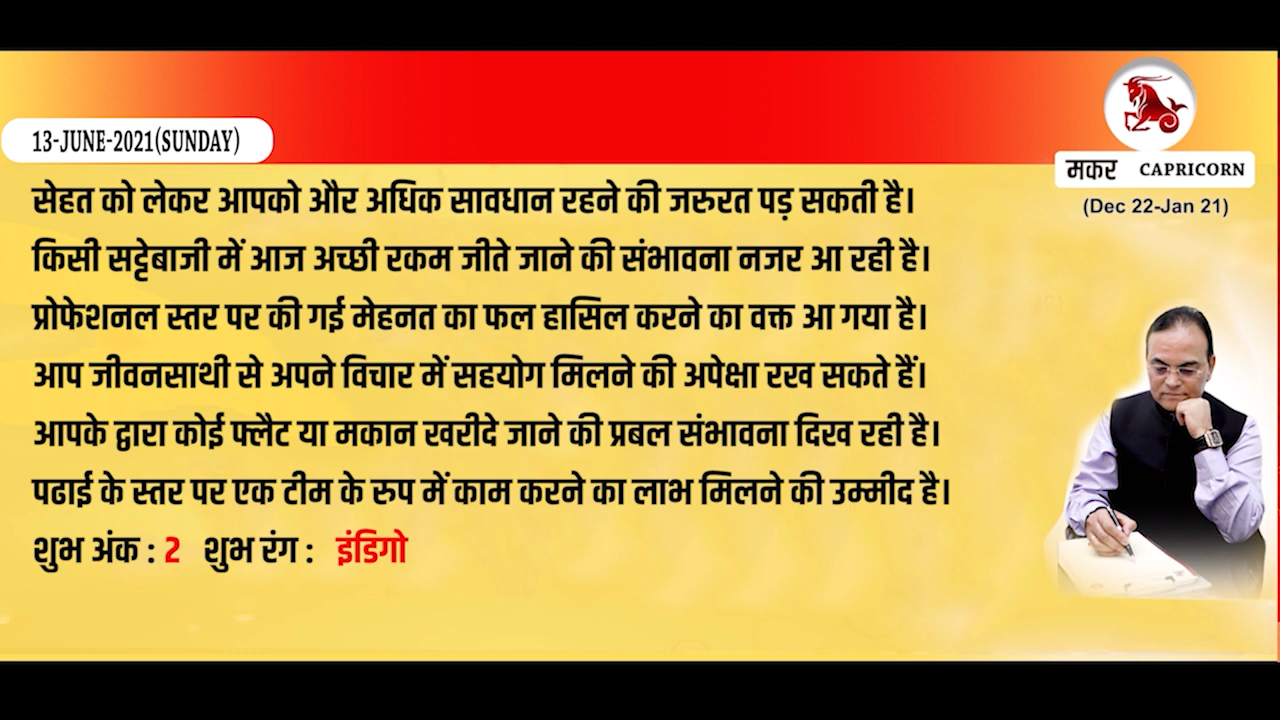 13-JUNE-2021(SUNDAY)
मकर CAPRICORN
(Dec 22-Jan 21)
सेहत को लेकर आपको और अधिक सावधान रहने की जरुरत पड़ सकती है।
किसी सट्टेबाजी में आज अच्छी रकम जीते जाने की संभावना नजर आ रही है।
प्रोफेशनल स्तर पर की गई मेहनत का फल हासिल करने का वक्त आ गया है।
आप जीवनसाथी से अपने विचार में सहयोग मिलने की अपेक्षा रख सकते हैं।
आपके द्वारा कोई फ्लैट या मकान खरीदे जाने की प्रबल संभावना दिख रही है।
पढाई के स्तर पर एक टीम के रुप में काम करने का लाभ मिलने की उम्मीद है।
शुभ अंक : 2 शुभ रंग : इंडिगो